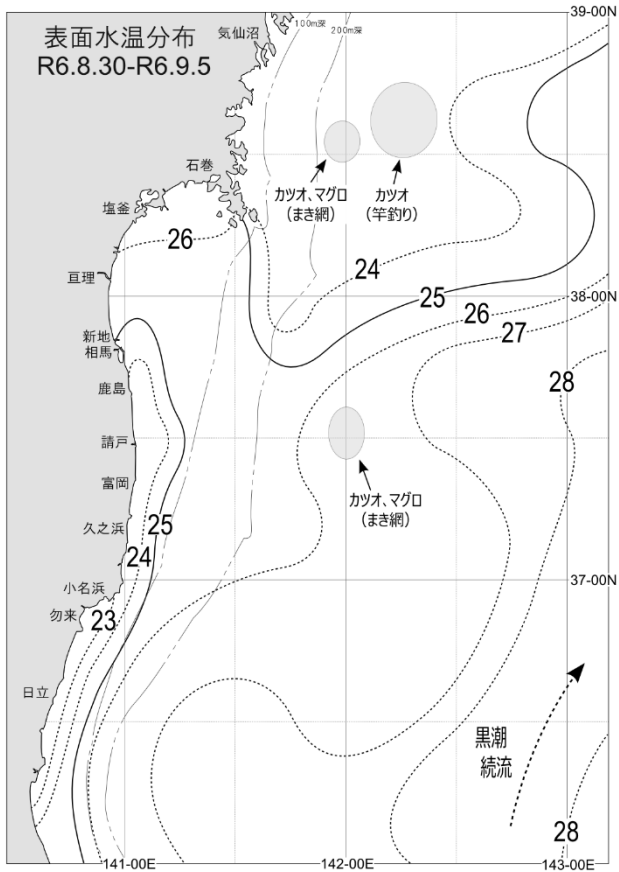 表面水温分布
R6.8.30-R6.9.5
気仙沼
100m深
200m深
39-00N
石巻
カツオ、マグロ
(まき網)
カツオ
(竿釣り)
塩釜
26
24
亘理
25
38-00N
26
27
新地
相馬
28
鹿島
請戸
富岡
カツオ、マグロ
(まき網)
久之浜
25
24
37-00N
小名浜
勿来
23
日立
黒潮
続流
28
141-00E
142-00E
143-00E